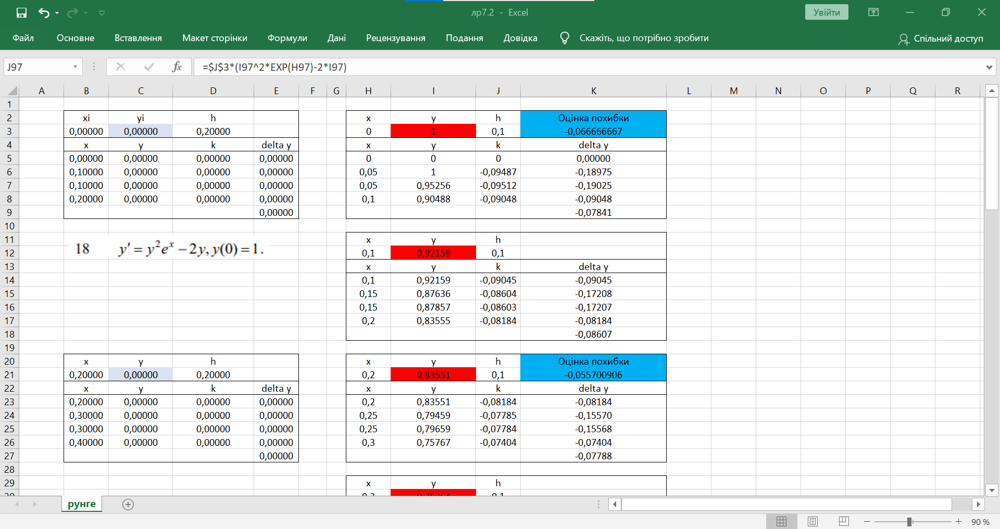 лр7.2 - Excel
Увійти
Файл Основне Вставлення Макет сторінки Формули Дані Рецензування Подання Довідка Скажіть, що потрібно зробити Спільний доступ
J97 fx =$J$3*(I97^2*EXP(H97)-2*I97)
A B C D E F G H I J K L M N O P Q R
1
2 xi yi h x y h Оцінка похибки
3 0,00000 0,00000 0,20000 0 1 0,1 -0,066666667
4 x y k delta y x y k delta y
5 0,00000 0,00000 0,00000 0,00000 0 0 0 0,00000
6 0,10000 0,00000 0,00000 0,00000 0,05 1 -0,09487 -0,18975
7 0,10000 0,00000 0,00000 0,00000 0,05 0,95256 -0,09512 -0,19025
8 0,20000 0,00000 0,00000 0,00000 0,1 0,90488 -0,09048 -0,09048
9 0,00000 -0,07841
10
11 x y h
18 y′ = y²eˣ – 2y, y(0) = 1.
12 0,1 0,92159 0,1
13 x y k delta y
14 0,1 0,92159 -0,09045 -0,09045
15 0,15 0,87636 -0,08604 -0,17208
16 0,15 0,87857 -0,08603 -0,17207
17 0,2 0,83555 -0,08184 -0,08184
18 -0,08607
19
20 x y h x y h Оцінка похибки
21 0,20000 0,00000 0,20000 0,2 0,83551 0,1 -0,055700906
22 x y k delta y x y k delta y
23 0,20000 0,00000 0,00000 0,00000 0,2 0,83551 -0,08184 -0,08184
24 0,30000 0,00000 0,00000 0,00000 0,25 0,79459 -0,07785 -0,15570
25 0,30000 0,00000 0,00000 0,00000 0,25 0,79659 -0,07784 -0,15568
26 0,40000 0,00000 0,00000 0,00000 0,3 0,75767 -0,07404 -0,07404
27 0,00000 -0,07788
28
29 x y h
30 0,3 0,75764 0,1
рунге
90 %